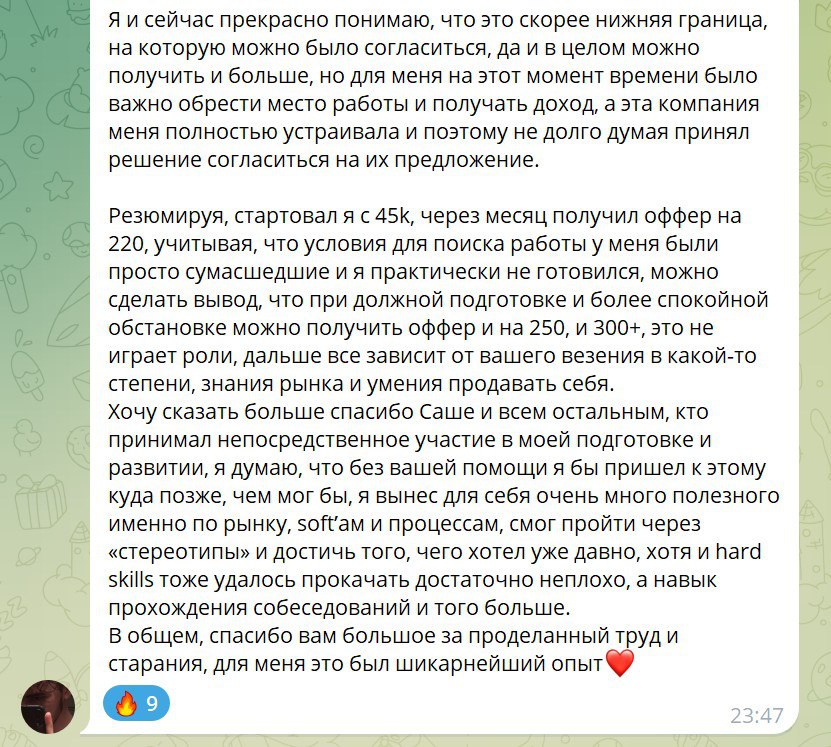 Я и сейчас прекрасно понимаю, что это скорее нижняя граница,
на которую можно было согласиться, да и в целом можно
получить и больше, но для меня на этот момент времени было
важно обрести место работы и получать доход, а эта компания
меня полностью устраивала и поэтому не долго думая принял
решение согласиться на их предложение.
Резюмируя, стартовал я с 45k, через месяц получил оффер на
220, учитывая, что условия для поиска работы у меня были
просто сумасшедшие и я практически не готовился, можно
сделать вывод, что при должной подготовке и более спокойной
обстановке можно получить оффер и на 250, и 300+, это не
играет роли, дальше все зависит от вашего везения в какой-то
степени, знания рынка и умения продавать себя.
Хочу сказать больше спасибо Саше и всем остальным, кто
принимал непосредственное участие в моей подготовке и
развитии, я думаю, что без вашей помощи я бы пришел к этому
куда позже, чем мог бы, я вынес для себя очень много полезного
именно по рынку, soft’ам и процессам, смог пройти через
«стереотипы» и достичь того, чего хотел уже давно, хотя и hard
skills тоже удалось прокачать достаточно неплохо, а навык
прохождения собеседований и того больше.
В общем, спасибо вам большое за проделанный труд и
старания, для меня это был шикарнейший опыт❤️
🔥 9
23:47